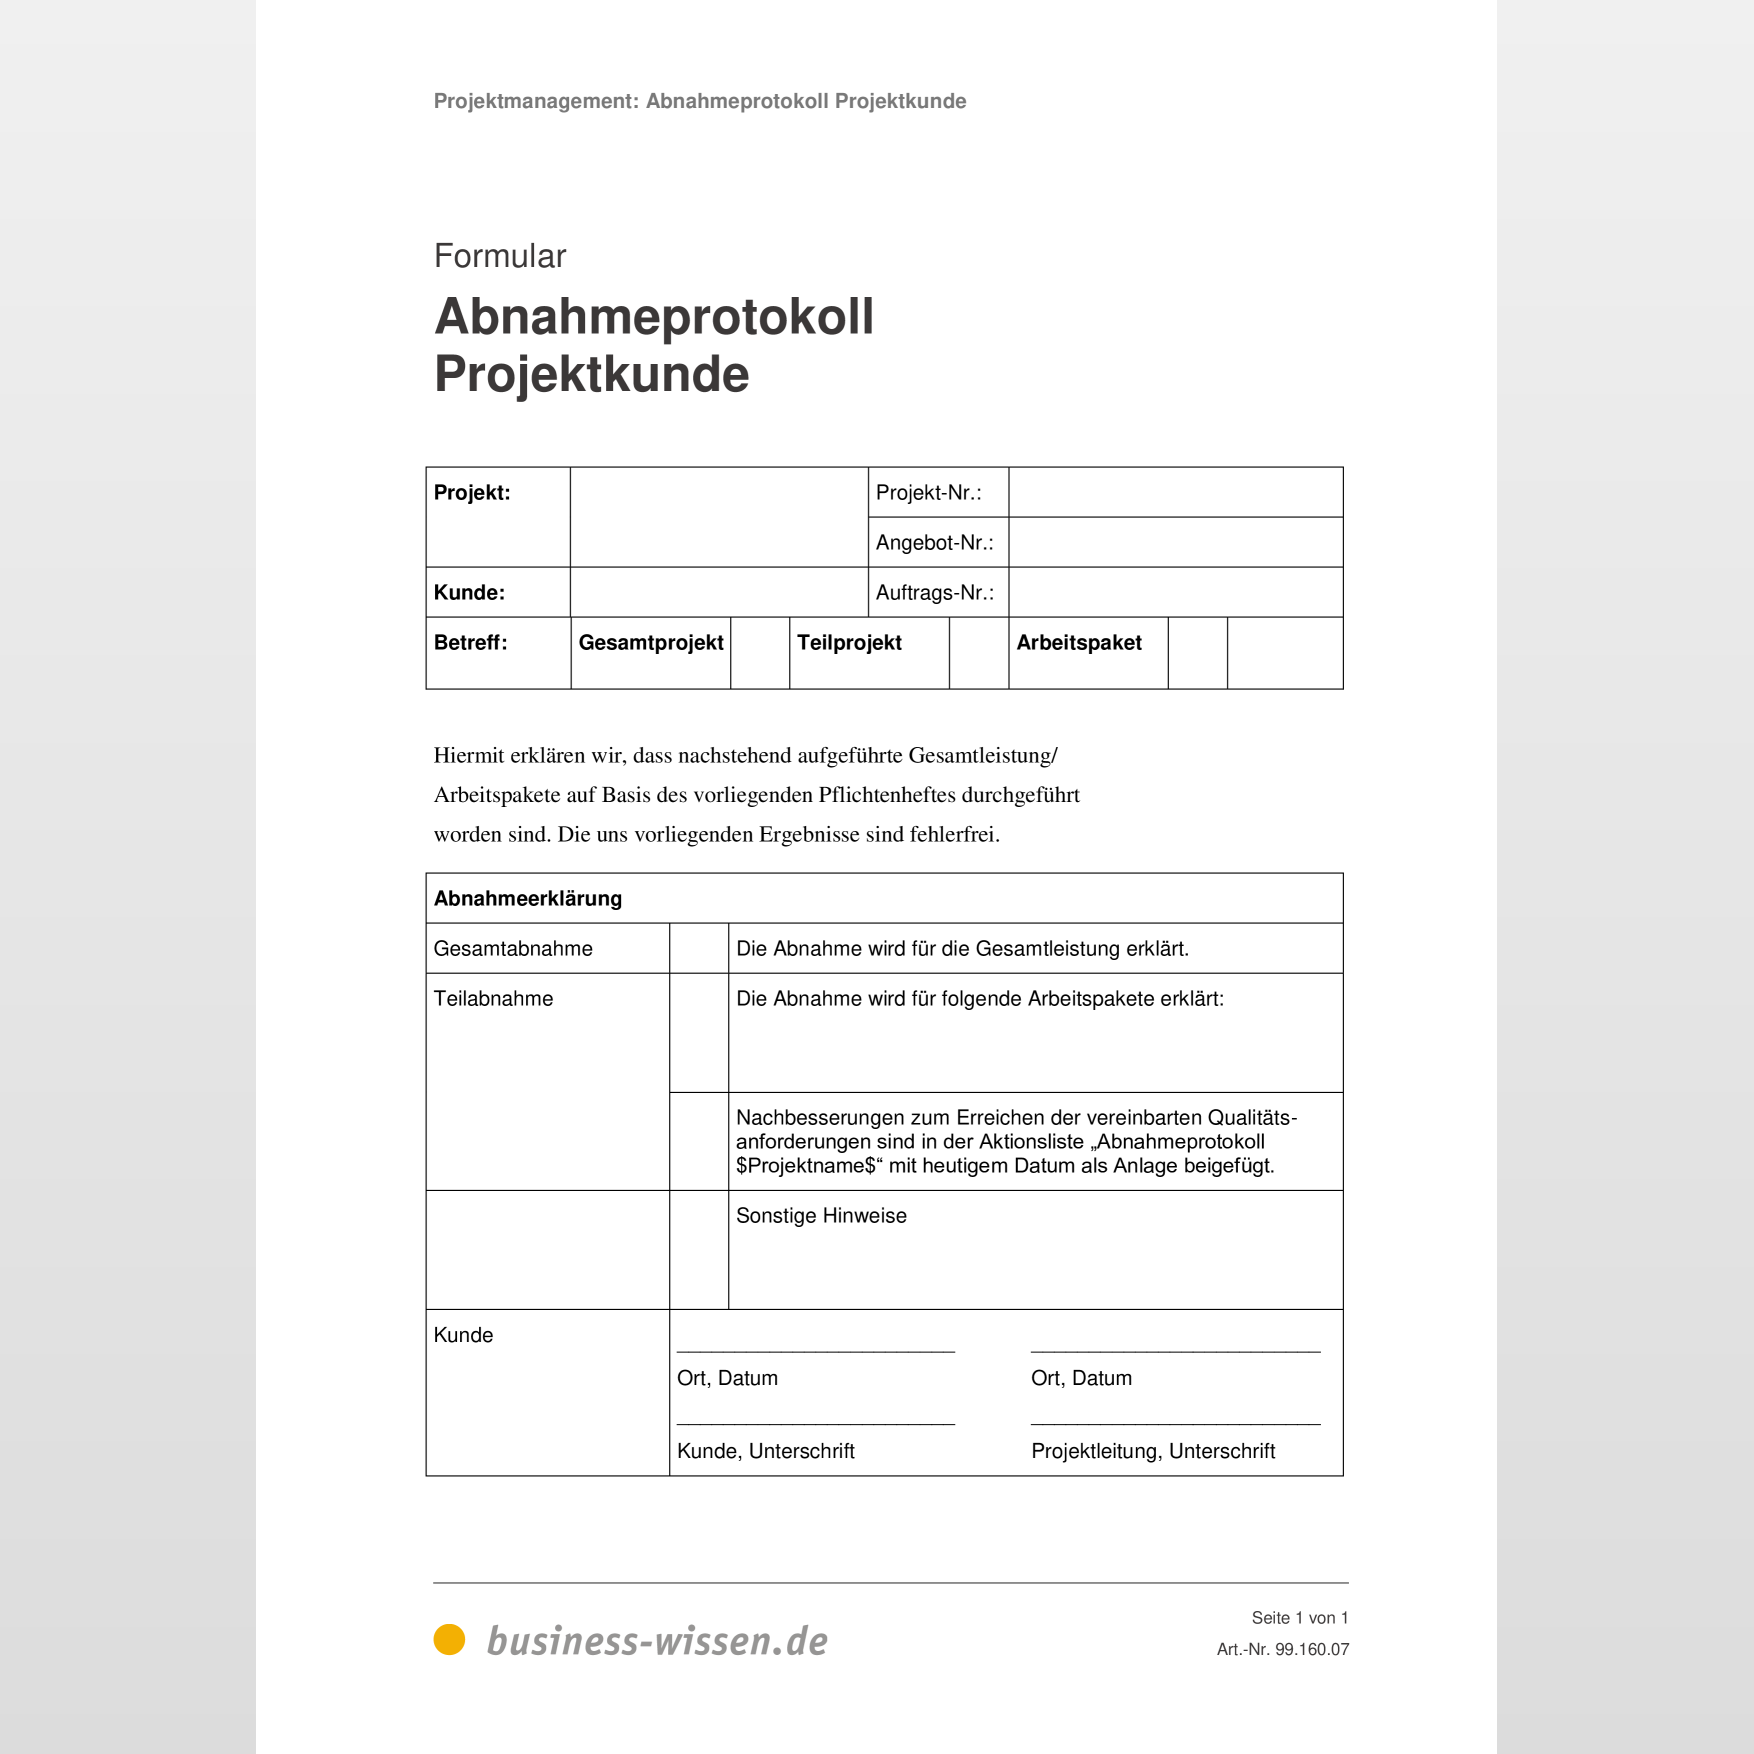 Projektmanagement: Abnahmeprotokoll Projektkunde
Formular
Abnahmeprotokoll
Projektkunde
Projekt:
Projekt-Nr.:
Angebot-Nr.:
Kunde:
Auftrags-Nr.:
Betreff: Gesamtprojekt Teilprojekt Arbeitspaket
Hiermit erklären wir, dass nachstehend aufgeführte Gesamtleistung/
Arbeitspakete auf Basis des vorliegenden Pflichtenheftes durchgeführt
worden sind. Die uns vorliegenden Ergebnisse sind fehlerfrei.
Abnahmeerklärung
Gesamtabnahme
Die Abnahme wird für die Gesamtleistung erklärt.
Teilabnahme
Die Abnahme wird für folgende Arbeitspakete erklärt:
Nachbesserungen zum Erreichen der vereinbarten Qualitäts-
anforderungen sind in der Aktionsliste „Abnahmeprotokoll
$Projektname$“ mit heutigem Datum als Anlage beigefügt.
Sonstige Hinweise
Kunde
Ort, Datum
Ort, Datum
Kunde, Unterschrift
Projektleitung, Unterschrift
business-wissen.de
Seite 1 von 1
Art.-Nr. 99.160.07